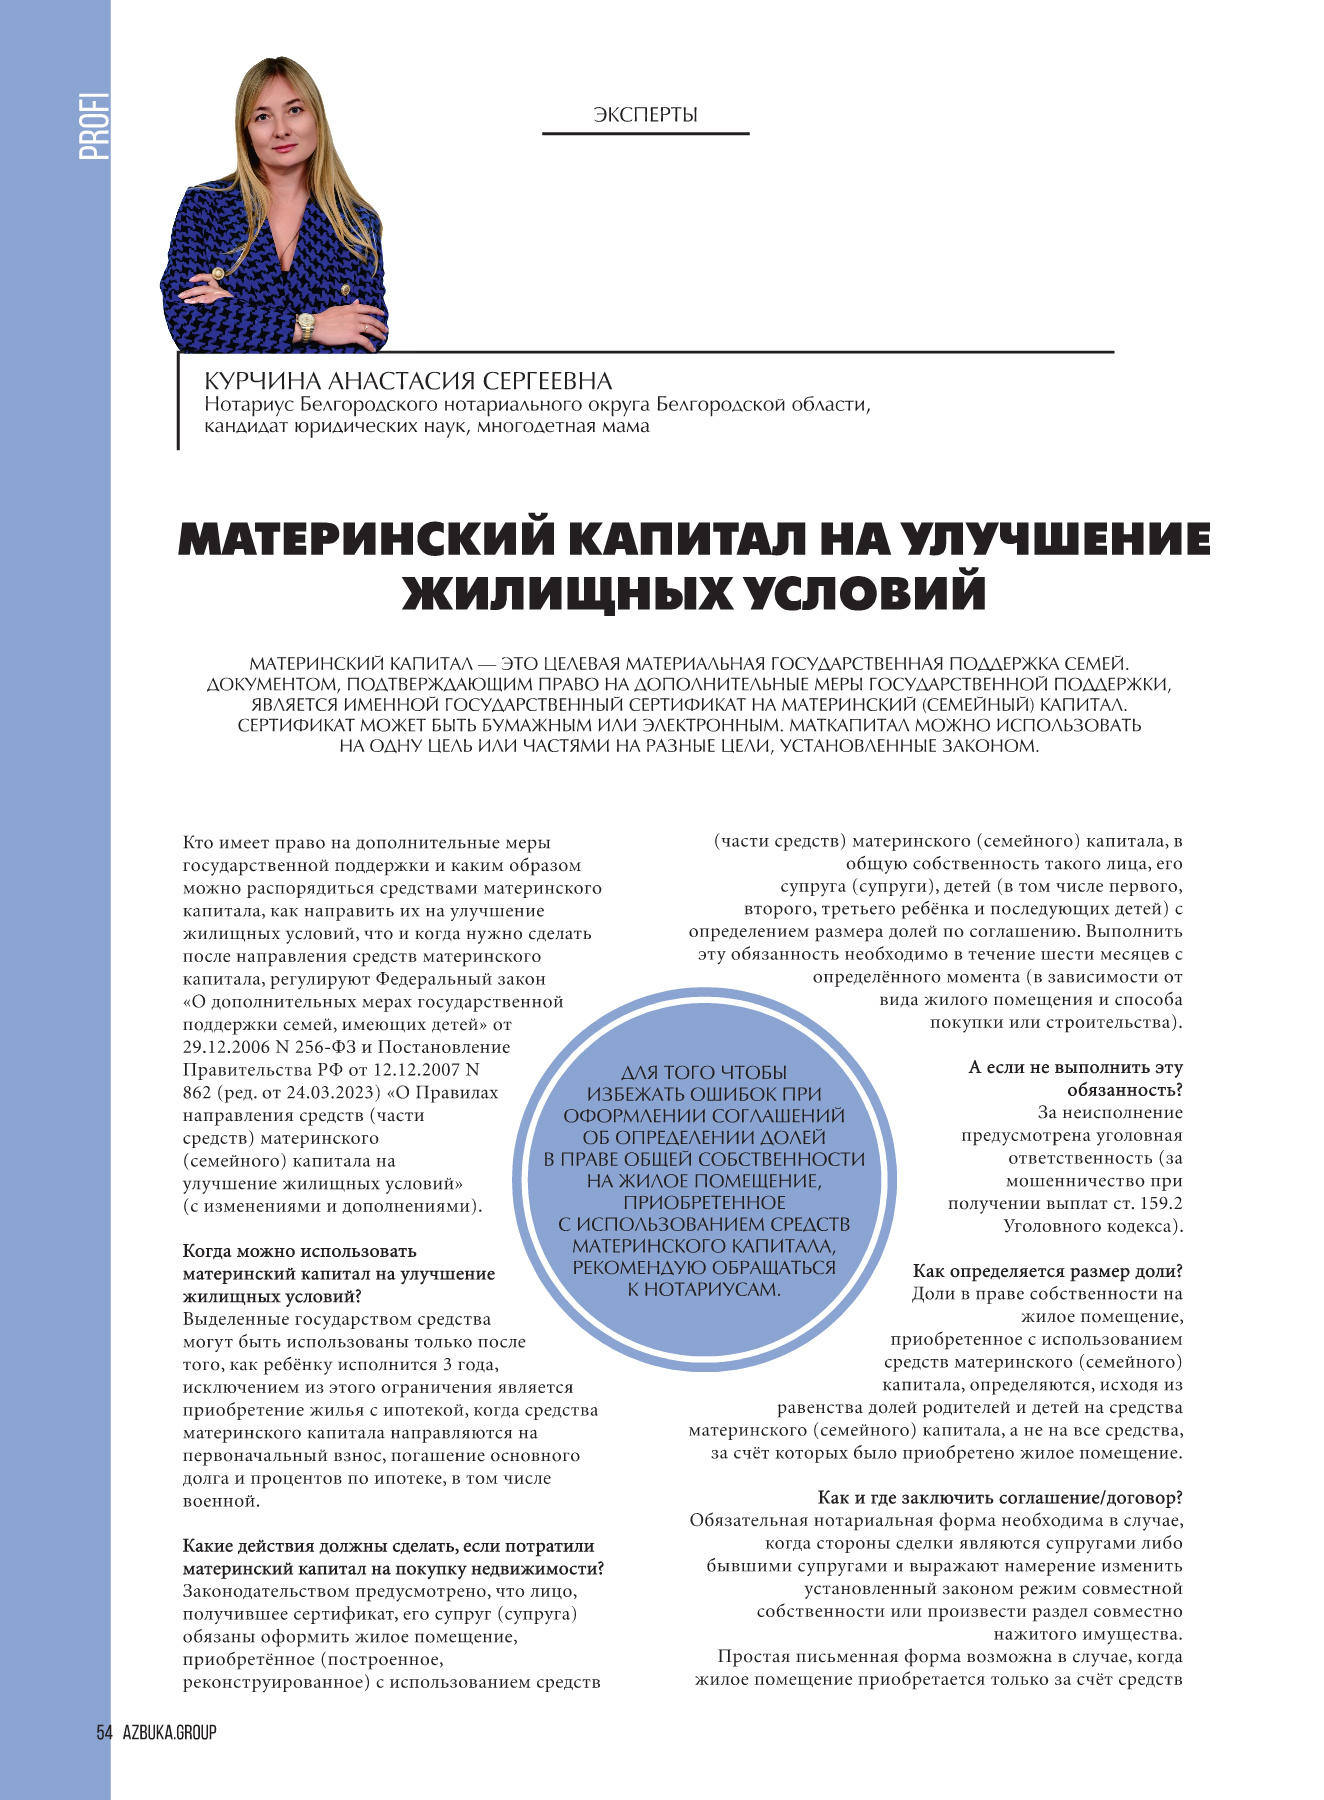 PROFI
ЭКСПЕРТЫ
КУРЧИНА АНАСТАСИЯ СЕРГЕЕВНА
Нотариус Белгородского нотариального округа Белгородской области,
кандидат юридических наук, многодетная мама
МАТЕРИНСКИЙ КАПИТАЛ НА УЛУЧШЕНИЕ
ЖИЛИЩНЫХ УСЛОВИЙ
МАТЕРИНСКИЙ КАПИТАЛ — ЭТО ЦЕЛЕВАЯ МАТЕРИАЛЬНАЯ ГОСУДАРСТВЕННАЯ ПОДДЕРЖКА СЕМЕЙ.
ДОКУМЕНТОМ, ПОДТВЕРЖДАЮЩИМ ПРАВО НА ДОПОЛНИТЕЛЬНЫЕ МЕРЫ ГОСУДАРСТВЕННОЙ ПОДДЕРЖКИ,
ЯВЛЯЕТСЯ ИМЕННОЙ ГОСУДАРСТВЕННЫЙ СЕРТИФИКАТ НА МАТЕРИНСКИЙ (СЕМЕЙНЫЙ) КАПИТАЛ.
СЕРТИФИКАТ МОЖЕТ БЫТЬ БУМАЖНЫМ ИЛИ ЭЛЕКТРОННЫМ. МАТКАПИТАЛ МОЖНО ИСПОЛЬЗОВАТЬ
НА ОДНУ ЦЕЛЬ ИЛИ ЧАСТЯМИ НА РАЗНЫЕ ЦЕЛИ, УСТАНОВЛЕННЫЕ ЗАКОНОМ.
Кто имеет право на дополнительные меры
государственной поддержки и каким образом
можно распорядиться средствами материнского
капитала, как направить их на улучшение
жилищных условий, что и когда нужно сделать
после направления средств материнского
капитала, регулируют Федеральный закон
«О дополнительных мерах государственной
поддержки семей, имеющих детей» от
29.12.2006 N 256-ФЗ и Постановление
Правительства РФ от 12.12.2007 N
862 (ред. от 24.03.2023) «О Правилах
направления средств (части
средств) материнского
(семейного) капитала на
улучшение жилищных условий»
(с изменениями и дополнениями).
Когда можно использовать
материнский капитал на улучшение
жилищных условий?
Выделенные государством средства
могут быть использованы только после
того, как ребёнку исполнится 3 года,
исключением из этого ограничения является
приобретение жилья с ипотекой, когда средства
материнского капитала направляются на
первоначальный взнос, погашение основного
долга и процентов по ипотеке, в том числе
военной.
Какие действия должны сделать, если потратили
материнский капитал на покупку недвижимости?
Законодательством предусмотрено, что лицо,
получившее сертификат, его супруг (супруга)
обязаны оформить жилое помещение,
приобретённое (построенное,
реконструированное) с использованием средств
(части средств) материнского (семейного) капитала, в
общую собственность такого лица, его
супруга (супруги), детей (в том числе первого,
второго, третьего ребёнка и последующих детей) с
определением размера долей по соглашению. Выполнить
эту обязанность необходимо в течение шести месяцев с
определённого момента (в зависимости от
вида жилого помещения и способа
покупки или строительства).
А если не выполнить эту
обязанность?
За неисполнение
предусмотрена уголовная
ответственность (за
мошенничество при
получении выплат ст. 159.2
Уголовного кодекса).
Как определяется размер доли?
Доли в праве собственности на
жилое помещение,
приобретенное с использованием
средств материнского (семейного)
капитала, определяются, исходя из
равенства долей родителей и детей на средства
материнского (семейного) капитала, а не на все средства,
за счёт которых было приобретено жилое помещение.
Как и где заключить соглашение/договор?
Обязательная нотариальная форма необходима в случае,
когда стороны сделки являются супругами либо
бывшими супругами и выражают намерение изменить
установленный законом режим совместной
собственности или произвести раздел совместно
нажитого имущества.
Простая письменная форма возможна в случае, когда
жилое помещение приобретается только за счёт средств
ДЛЯ ТОГО ЧТОБЫ
ИЗБЕЖАТЬ ОШИБОК ПРИ
ОФОРМЛЕНИИ СОГЛАШЕНИЙ
ОБ ОПРЕДЕЛЕНИИ ДОЛЕЙ
В ПРАВЕ ОБЩЕЙ СОБСТВЕННОСТИ
НА ЖИЛОЕ ПОМЕЩЕНИЕ,
ПРИОБРЕТЕННОЕ
С ИСПОЛЬЗОВАНИЕМ СРЕДСТВ
МАТЕРИНСКОГО КАПИТАЛА,
РЕКОМЕНДУЮ ОБРАЩАТЬСЯ
К НОТАРИУСАМ.
54 AZBUKA.GROUP